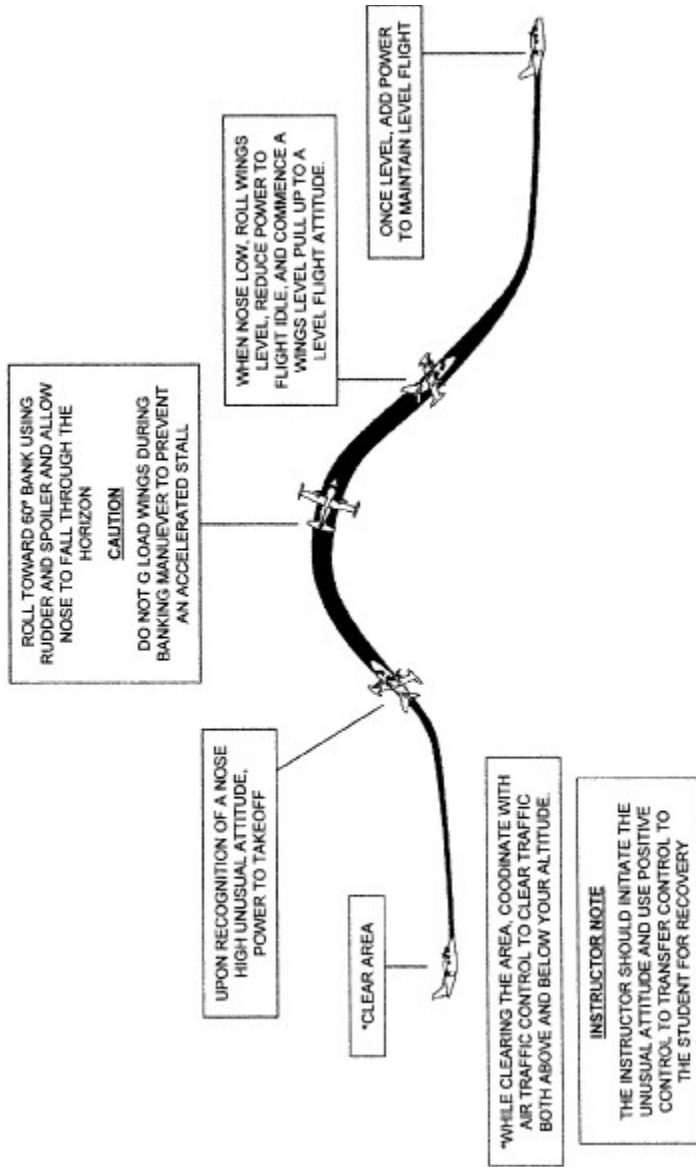 ROLL TOWARD 60° BANK USING
RUDDER AND SPOILER AND ALLOW
NOSE TO FALL THROUGH THE
HORIZON
CAUTION
DO NOT G LOAD WINGS DURING
BANKING MANUEVER TO PREVENT
AN ACCELERATED STALL
UPON RECOGNITION OF A NOSE
HIGH UNUSUAL ATTITUDE,
POWER TO TAKEOFF
WHEN NOSE LOW, ROLL WINGS
LEVEL, REDUCE POWER TO
FLIGHT IDLE, AND COMMENCE A
WINGS LEVEL PULL UP TO A
LEVEL FLIGHT ATTITUDE.
*CLEAR AREA
ONCE LEVEL, ADD POWER
TO MAINTAIN LEVEL FLIGHT
*WHILE CLEARING THE AREA, COODINATE WITH
AIR TRAFFIC CONTROL TO CLEAR TRAFFIC
BOTH ABOVE AND BELOW YOUR ALTITUDE.
INSTRUCTOR NOTE
THE INSTRUCTOR SHOULD INITIATE THE
UNUSUAL ATTITUDE AND USE POSITIVE
CONTROL TO TRANSFER CONTROL TO
THE STUDENT FOR RECOVERY